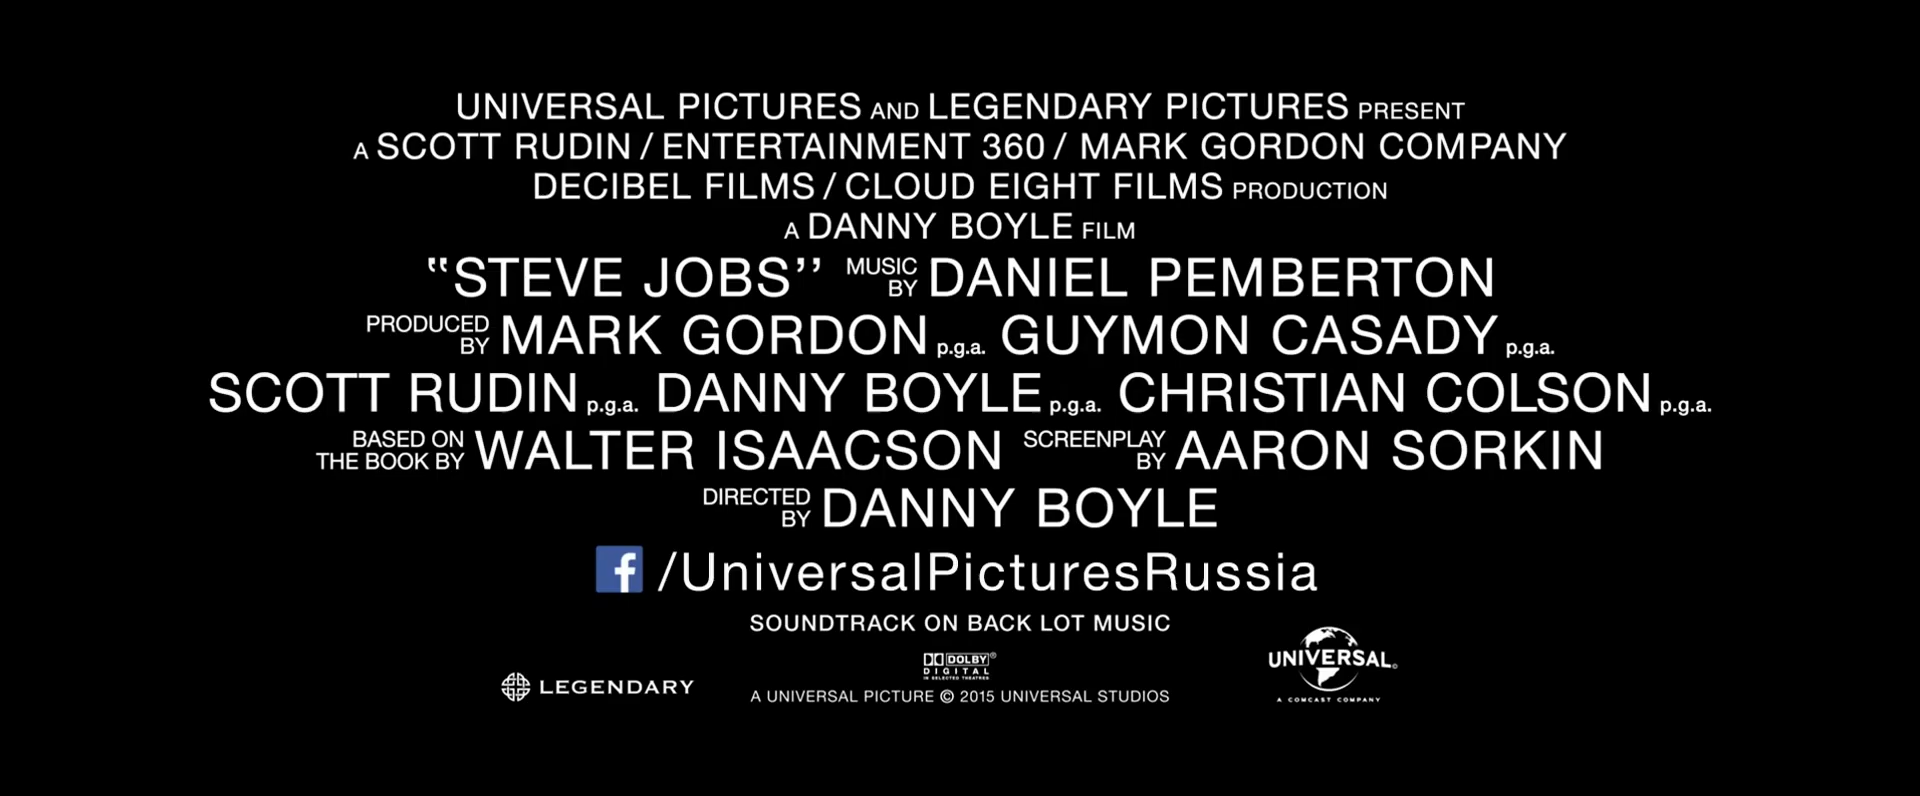 UNIVERSAL PICTURES AND LEGENDARY PICTURES PRESENT
A SCOTT RUDIN / ENTERTAINMENT 360 / MARK GORDON COMPANY
DECIBEL FILMS / CLOUD EIGHT FILMS PRODUCTION
A DANNY BOYLE FILM
“STEVE JOBS” MUSIC BY DANIEL PEMBERTON
PRODUCED BY MARK GORDON p.g.a. GUYMON CASADY p.g.a.
SCOTT RUDIN p.g.a. DANNY BOYLE p.g.a. CHRISTIAN COLSON p.g.a.
BASED ON THE BOOK BY WALTER ISAACSON SCREENPLAY BY AARON SORKIN
DIRECTED BY DANNY BOYLE
f /UniversalPicturesRussia
SOUNDTRACK ON BACK LOT MUSIC
LEGENDARY
DOLBY®
DIGITAL
IN SELECTED THEATRES
A UNIVERSAL PICTURE © 2015 UNIVERSAL STUDIOS
UNIVERSAL
A COMCAST COMPANY